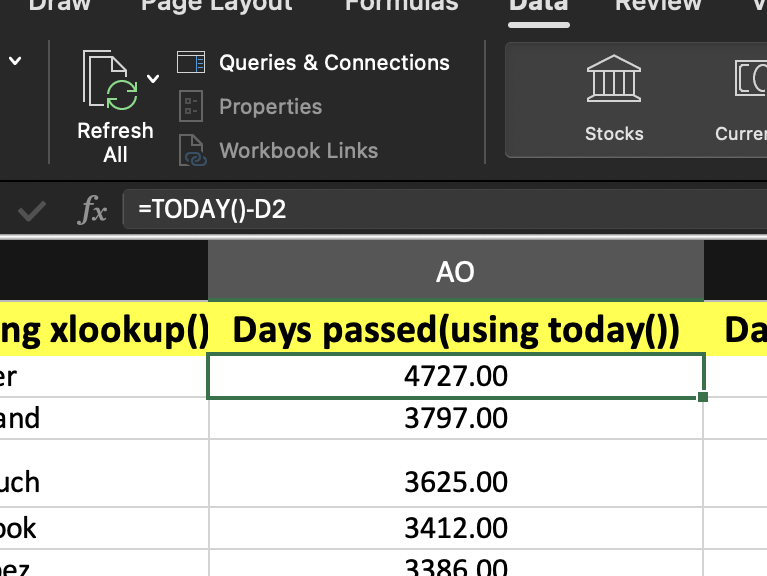 Draw Page Layout Formulas Data Review
Queries & Connections
Properties
Refresh All
Workbook Links
Stocks
=TODAY()-D2
AO
xlookup() Days passed(using today())
4727.00
3797.00
3625.00
3412.00
3386.00